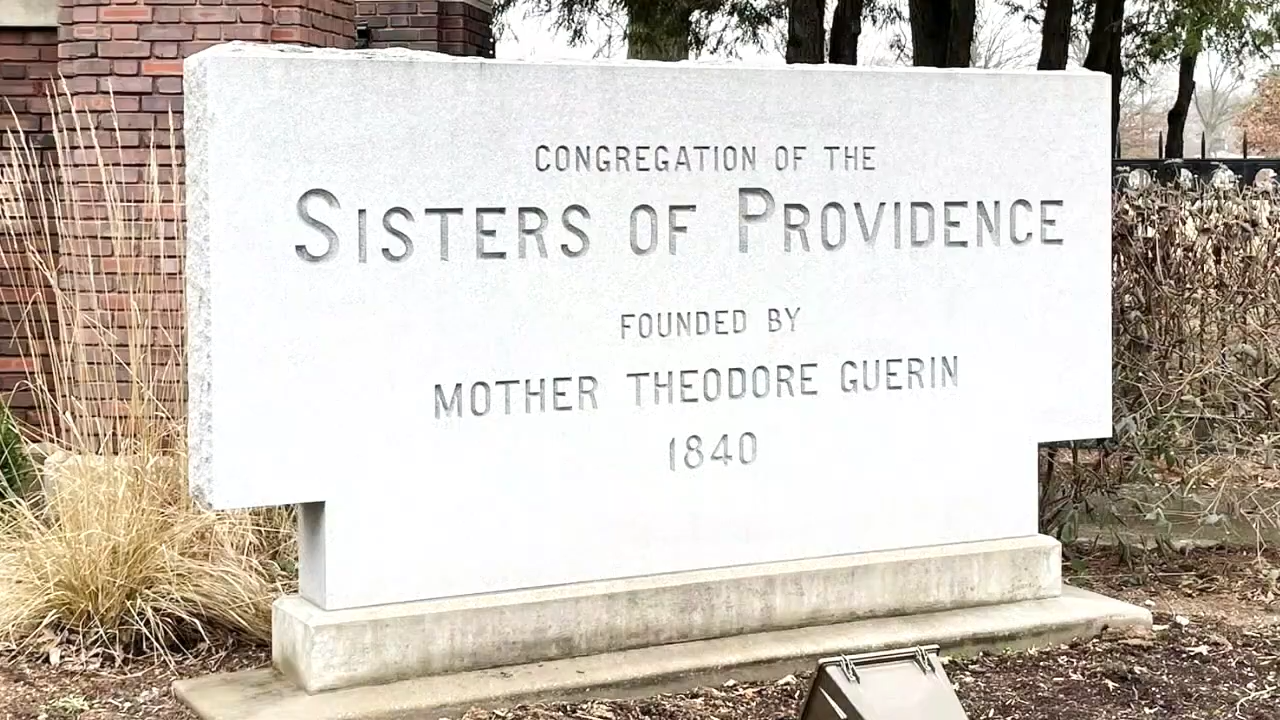 CONGREGATION OF THE
SISTERS OF PROVIDENCE
FOUNDED BY
MOTHER THEODORE GUERIN
1840